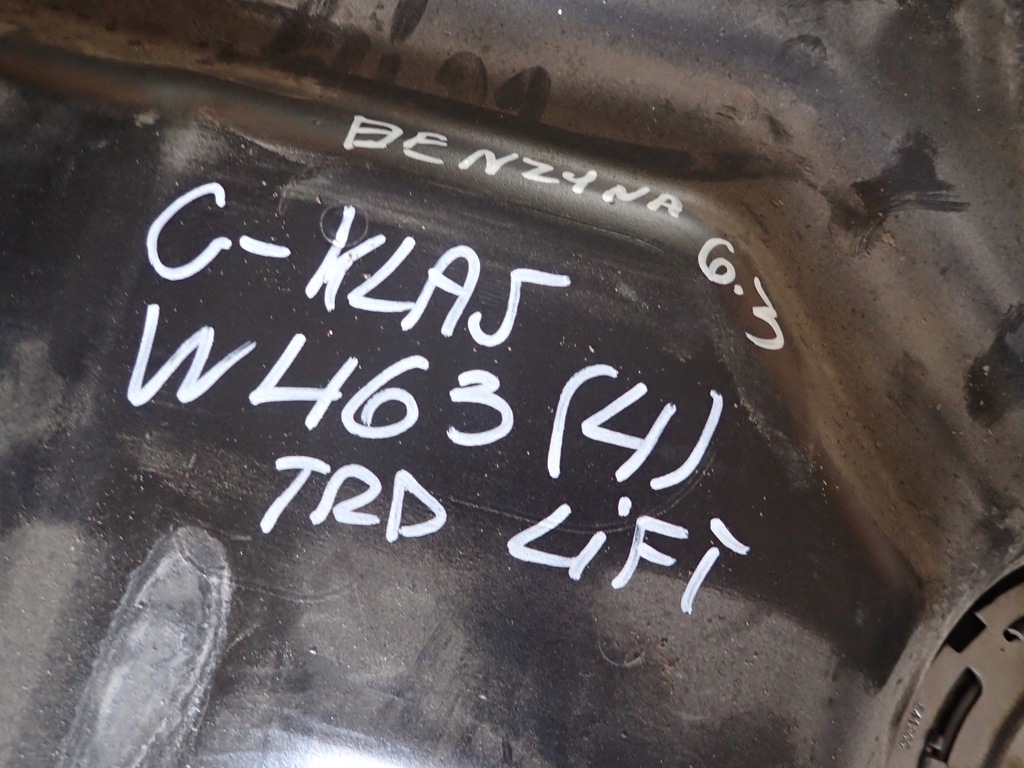 BENZYNA 6.3
G-KLAS
W463 (4)
TRD LiFT